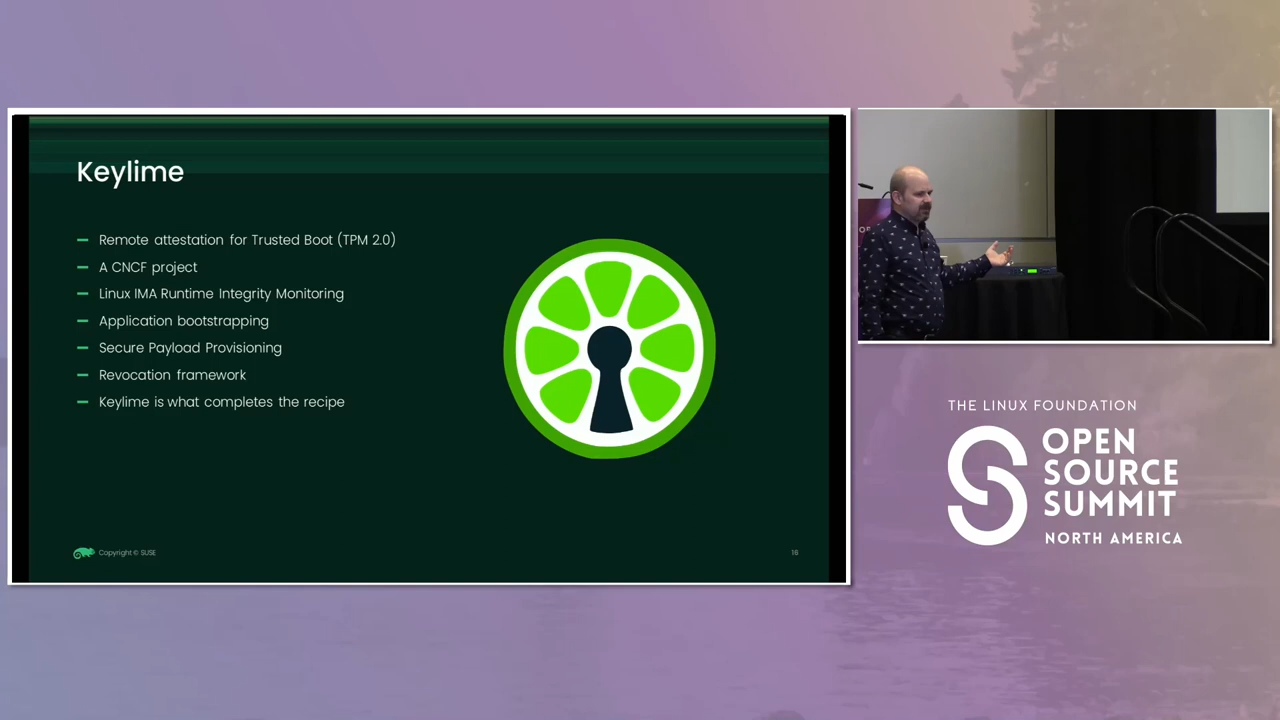 Keylime
Remote attestation for Trusted Boot (TPM 2.0)
A CNCF project
Linux IMA Runtime Integrity Monitoring
Application bootstrapping
Secure Payload Provisioning
Revocation framework
Keylime is what completes the recipe
Copyright © SUSE
16
THE LINUX FOUNDATION
OPEN
SOURCE
SUMMIT
NORTH AMERICA